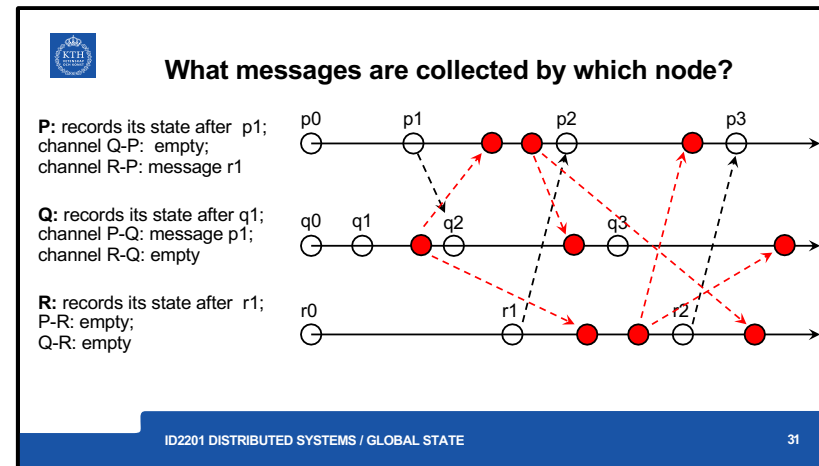 KTH
What messages are collected by which node?
P: records its state after p1;
channel Q-P: empty;
channel R-P: message r1
Q: records its state after q1;
channel P-Q: message p1;
channel R-Q: empty
R: records its state after r1;
P-R: empty;
Q-R: empty
p0 p1 p2 p3
q0 q1 q2 q3
r0 r1 r2
ID2201 DISTRIBUTED SYSTEMS / GLOBAL STATE 31